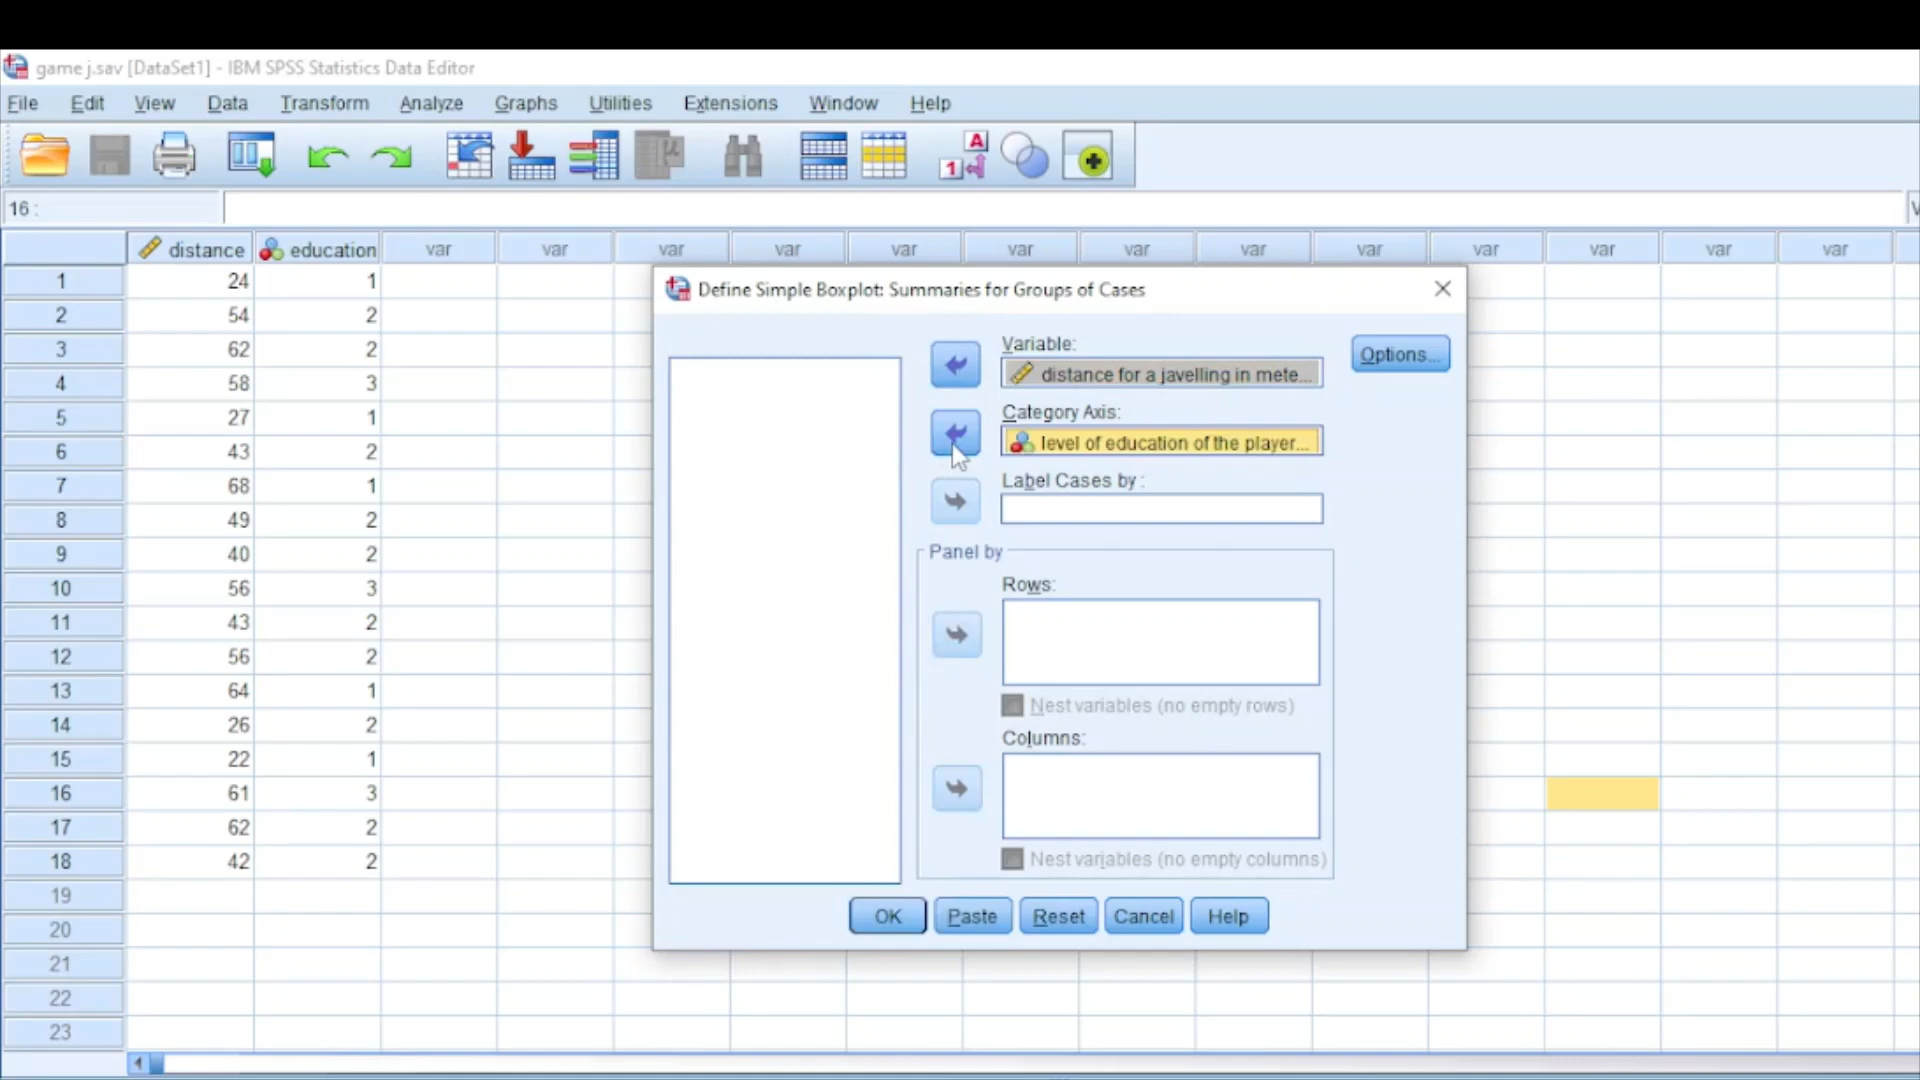 game j.sav [DataSet1] - IBM SPSS Statistics Data Editor
File Edit View Data Transform Analyze Graphs Utilities Extensions Window Help
A
1
16 :
distance education var var var var var var var var var var var var var
1 24 1
2 54 2
3 62 2
4 58 3
5 27 1
6 43 2
7 68 1
8 49 2
9 40 2
10 56 3
11 43 2
12 56 2
13 64 1
14 26 2
15 22 1
16 61 3
17 62 2
18 42 2
19
20
21
22
23
Define Simple Boxplot: Summaries for Groups of Cases
Variable:
distance for a javelling in mete...
Options...
Category Axis:
level of education of the player...
Label Cases by :
Panel by
Rows:
Nest variables (no empty rows)
Columns:
Nest variables (no empty columns)
OK Paste Reset Cancel Help